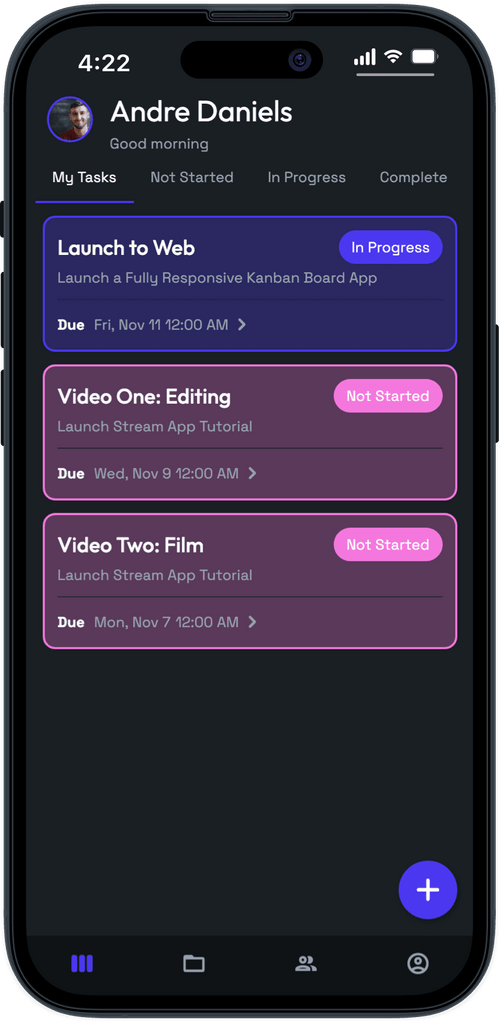 4:22
Andre Daniels
Good morning
My Tasks Not Started In Progress Complete
Launch to Web In Progress
Launch a Fully Responsive Kanban Board App
Due Fri, Nov 11 12:00 AM
Video One: Editing Not Started
Launch Stream App Tutorial
Due Wed, Nov 9 12:00 AM
Video Two: Film Not Started
Launch Stream App Tutorial
Due Mon, Nov 7 12:00 AM